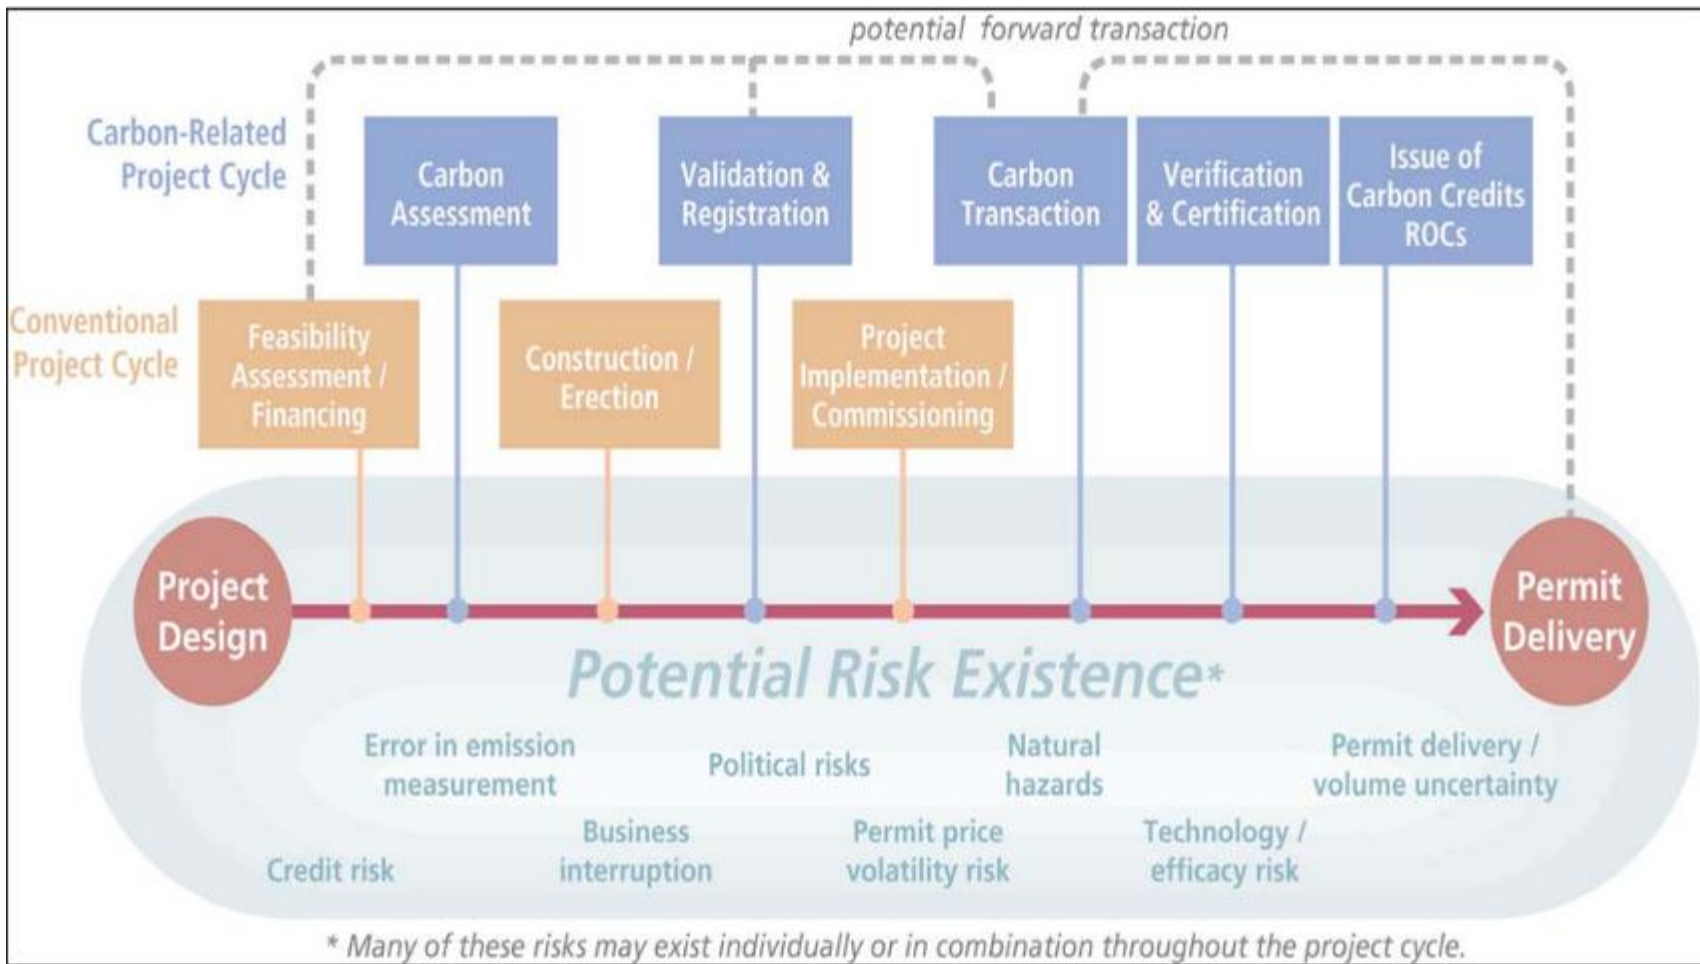 potential forward transaction
Carbon-Related
Project Cycle
Carbon
Assessment
Validation &
Registration
Carbon
Transaction
Verification
& Certification
Issue of
Carbon Credits
ROCs
Conventional
Project Cycle
Feasibility
Assessment /
Financing
Construction /
Erection
Project
Implementation /
Commissioning
Project
Design
Permit
Delivery
Potential Risk Existence*
Error in emission
measurement
Political risks
Natural
hazards
Permit delivery /
volume uncertainty
Credit risk
Business
interruption
Permit price
volatility risk
Technology /
efficacy risk
* Many of these risks may exist individually or in combination throughout the project cycle.